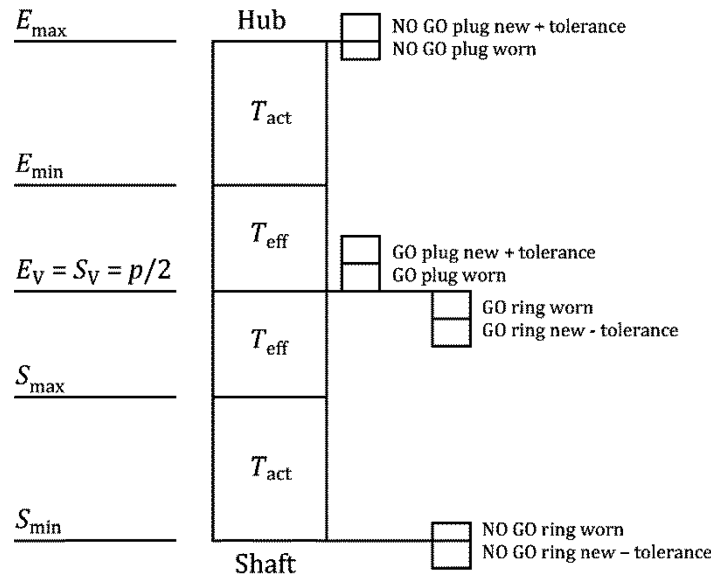 E_max
Hub
NO GO plug new + tolerance
NO GO plug worn
T_act
E_min
T_eff
GO plug new + tolerance
GO plug worn
E_V = S_V = p/2
GO ring worn
GO ring new - tolerance
T_eff
S_max
T_act
S_min
NO GO ring worn
NO GO ring new – tolerance
Shaft